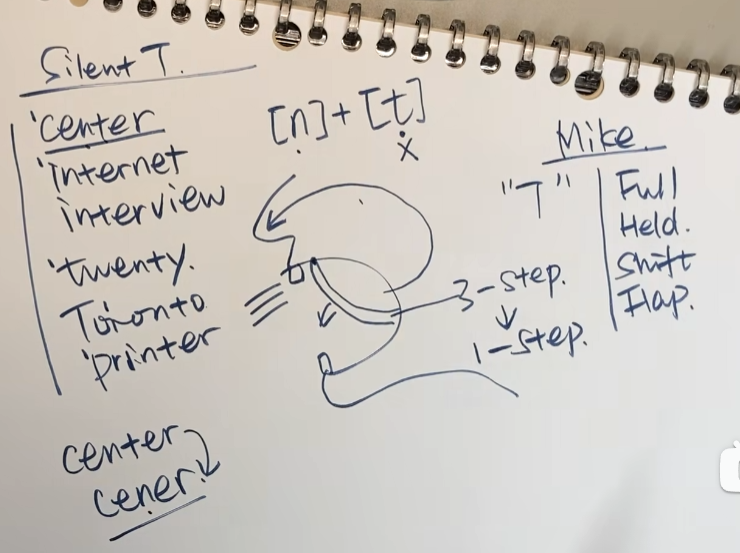 Silent T.
'center
'internet
interview
'twenty.
Toronto
'printer
center
cener.
[n] + [t]
x
3-step.
1-step.
Mike.
"T"
Full
Held.
Shift
Flap.